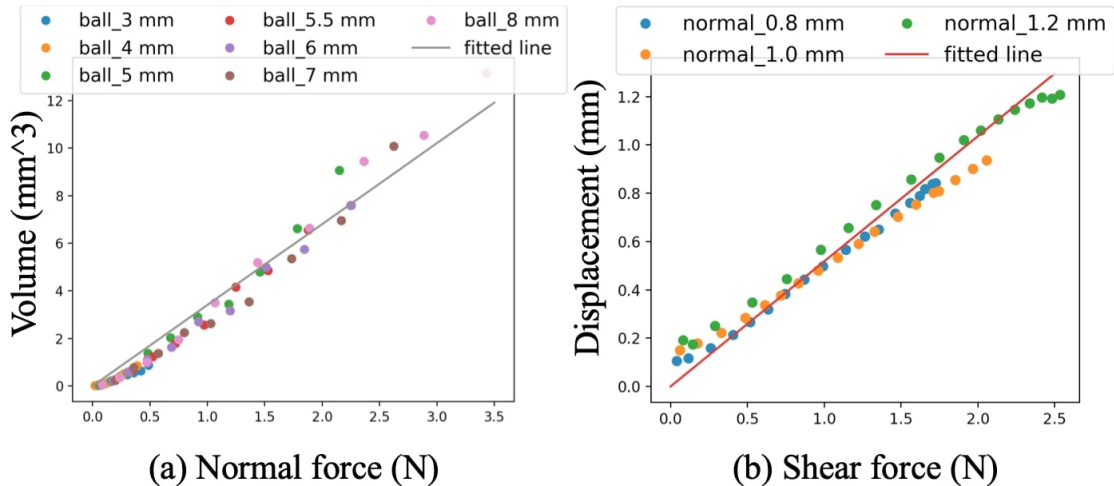 ball_3 mm ball_5.5 mm ball_8 mm
ball_4 mm ball_6 mm fitted line
ball_5 mm ball_7 mm
Volume (mm^3)
12
10
8
6
4
2
0
0.0 0.5 1.0 1.5 2.0 2.5 3.0 3.5
(a) Normal force (N)
normal_0.8 mm normal_1.2 mm
normal_1.0 mm fitted line
Displacement (mm)
1.2
1.0
0.8
0.6
0.4
0.2
0.0
0.0 0.5 1.0 1.5 2.0 2.5
(b) Shear force (N)